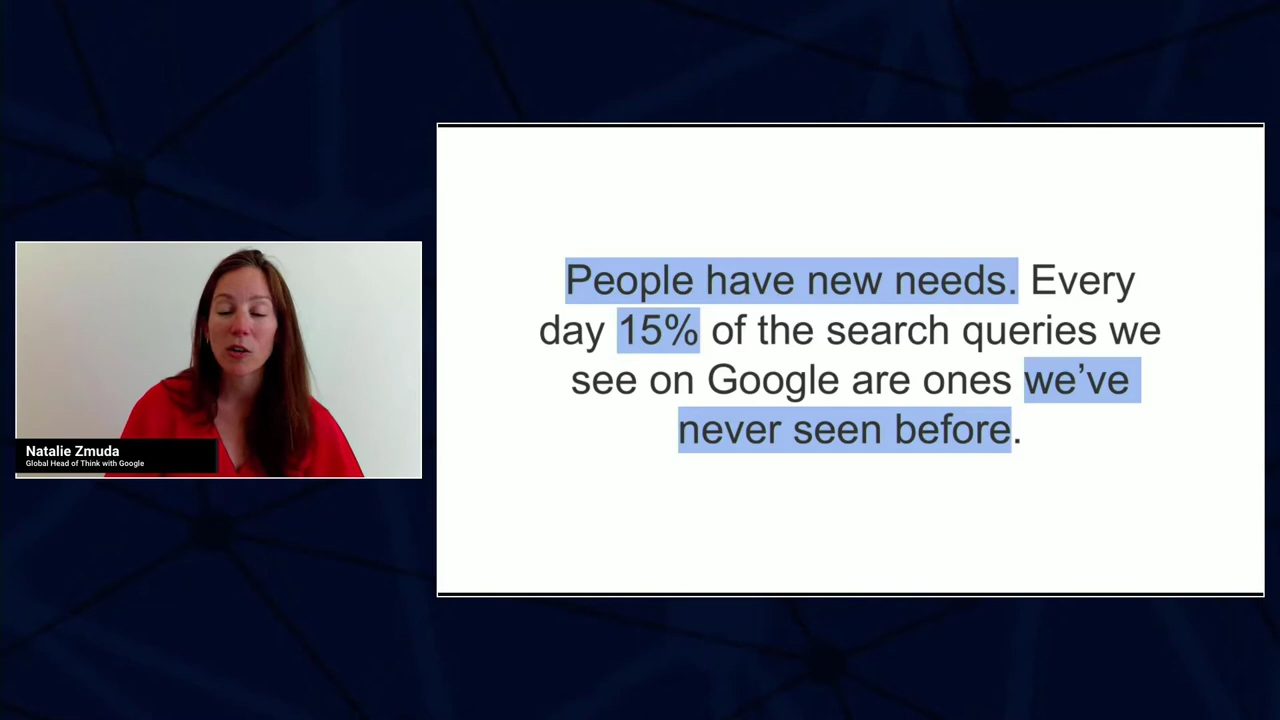 Natalie Zmuda
Global Head of Think with Google
People have new needs. Every
day 15% of the search queries we
see on Google are ones we’ve
never seen before.